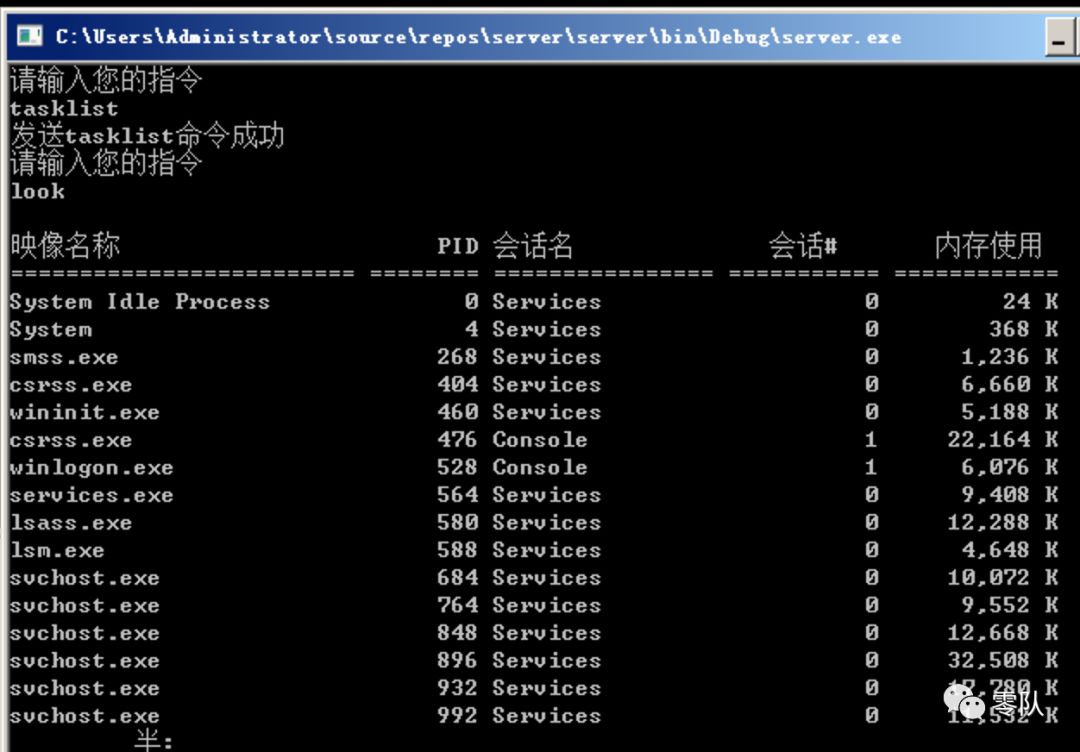 C:\Users\Administrator\source\repos\server\server\bin\Debug\server.exe
请输入您的指令
tasklist
发送tasklist命令成功
请输入您的指令
look
映像名称 PID 会话名 会话# 内存使用
========================= ======== ================ =========== ============
System Idle Process 0 Services 0 24 K
System 4 Services 0 368 K
smss.exe 268 Services 0 1,236 K
csrss.exe 404 Services 0 6,660 K
wininit.exe 460 Services 0 5,188 K
csrss.exe 476 Console 1 22,164 K
winlogon.exe 528 Console 1 6,076 K
services.exe 564 Services 0 9,408 K
lsass.exe 580 Services 0 12,288 K
lsm.exe 588 Services 0 4,648 K
svchost.exe 684 Services 0 10,072 K
svchost.exe 764 Services 0 9,552 K
svchost.exe 848 Services 0 12,668 K
svchost.exe 896 Services 0 32,508 K
svchost.exe 932 Services 0 17,780 K
svchost.exe 992 Services 0 11,532 K
零队
半: